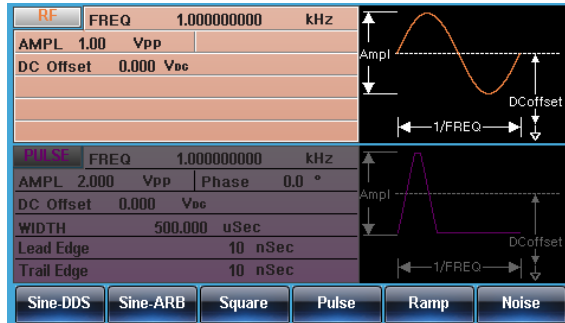 RF FREQ 1.000000000 kHz
AMPL 1.00 Vpp
DC Offset 0.000 VDC
Ampl
DCoffset
1/FREQ
PULSE FREQ 1.000000000 kHz
AMPL 2.000 Vpp Phase 0.0 °
DC Offset 0.000 VDC
WIDTH 500.000 uSec
Lead Edge 10 nSec
Trail Edge 10 nSec
Ampl
DCoffset
1/FREQ
Sine-DDS Sine-ARB Square Pulse Ramp Noise